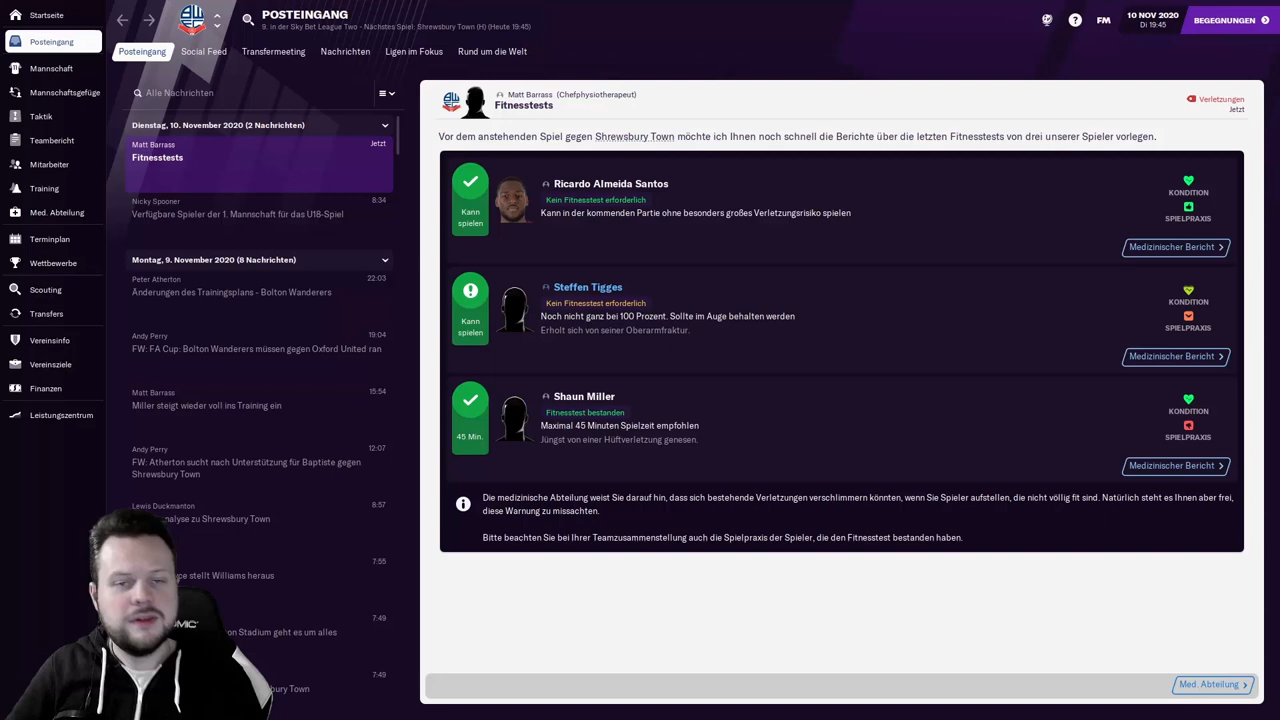 Startseite
Posteingang
Mannschaft
Mannschaftsgefüge
Taktik
Teambericht
Mitarbeiter
Training
Med. Abteilung
Terminplan
Wettbewerbe
Scouting
Transfers
Vereinsinfo
Vereinsziele
Finanzen
Leistungszentrum
POSTEINGANG
9. in der Sky Bet League Two - Nächstes Spiel: Shrewsbury Town (H) (Heute 19:45)
FM
10 NOV 2020
Di 19:45
BEGEGNUNGEN
Posteingang
Social Feed
Transfermeeting
Nachrichten
Ligen im Fokus
Rund um die Welt
Alle Nachrichten
Dienstag, 10. November 2020 (2 Nachrichten)
Matt Barrass Jetzt
Fitnesstests
Nicky Spooner 8:34
Verfügbare Spieler der 1. Mannschaft für das U18-Spiel
Montag, 9. November 2020 (8 Nachrichten)
Peter Atherton 22:03
Änderungen des Trainingsplans - Bolton Wanderers
Andy Perry 19:04
FW: FA Cup: Bolton Wanderers müssen gegen Oxford United ran
Matt Barrass 15:54
Miller steigt wieder voll ins Training ein
Andy Perry 12:07
FW: Atherton sucht nach Unterstützung für Baptiste gegen
Shrewsbury Town
Lewis Duckmanton 8:57
zu Shrewsbury Town
7:55
stellt Williams heraus
7:49
Stadium geht es um alles
7:49
Town
Matt Barrass (Chefphysiotherapeut)
Fitnesstests
Verletzungen
Jetzt
Vor dem anstehenden Spiel gegen Shrewsbury Town möchte ich Ihnen noch schnell die Berichte über die letzten Fitnesstests von drei unserer Spieler vorlegen.
Kann
spielen
Ricardo Almeida Santos
Kein Fitnesstest erforderlich
Kann in der kommenden Partie ohne besonders großes Verletzungsrisiko spielen
KONDITION
SPIELPRAXIS
Medizinischer Bericht
Kann
spielen
Steffen Tigges
Kein Fitnesstest erforderlich
Noch nicht ganz bei 100 Prozent. Sollte im Auge behalten werden
Erholt sich von seiner Oberarmfraktur.
KONDITION
SPIELPRAXIS
Medizinischer Bericht
45 Min.
Shaun Miller
Fitnesstest bestanden
Maximal 45 Minuten Spielzeit empfohlen
Jüngst von einer Hüftverletzung genesen.
KONDITION
SPIELPRAXIS
Medizinischer Bericht
Die medizinische Abteilung weist Sie darauf hin, dass sich bestehende Verletzungen verschlimmern könnten, wenn Sie Spieler aufstellen, die nicht völlig fit sind. Natürlich steht es Ihnen aber frei,
diese Warnung zu missachten.
Bitte beachten Sie bei Ihrer Teamzusammenstellung auch die Spielpraxis der Spieler, die den Fitnesstest bestanden haben.
Med. Abteilung